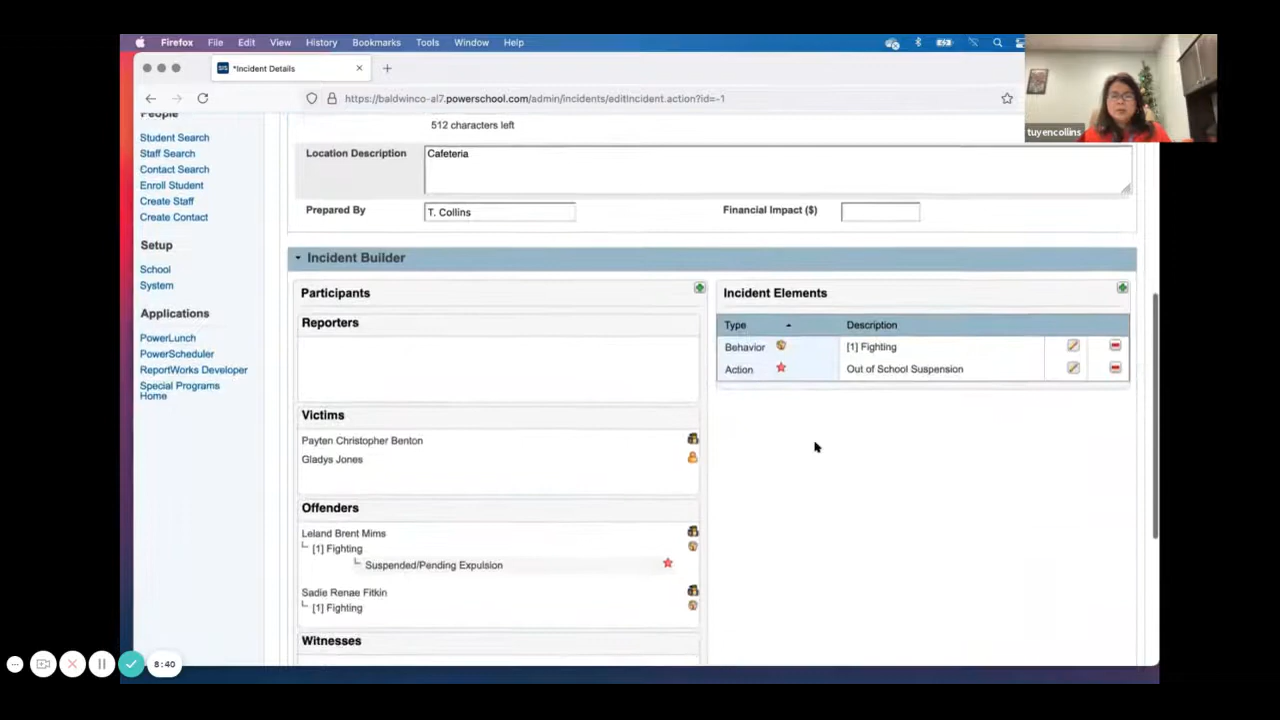 Firefox File Edit View History Bookmarks Tools Window Help
*Incident Details
https://baldwinco-al7.powerschool.com/admin/incidents/editIncident.action?id=-1
tuyencollins
People
Student Search
Staff Search
Contact Search
Enroll Student
Create Staff
Create Contact
Setup
School
System
Applications
PowerLunch
PowerScheduler
ReportWorks Developer
Special Programs
Home
512 characters left
Location Description Cafeteria
Prepared By T. Collins Financial Impact ($)
Incident Builder
Participants
Reporters
Victims
Payten Christopher Benton
Gladys Jones
Offenders
Leland Brent Mims
[1] Fighting
Suspended/Pending Expulsion
Sadie Renae Fitkin
[1] Fighting
Witnesses
Incident Elements
Type Description
Behavior [1] Fighting
Action Out of School Suspension
8:40